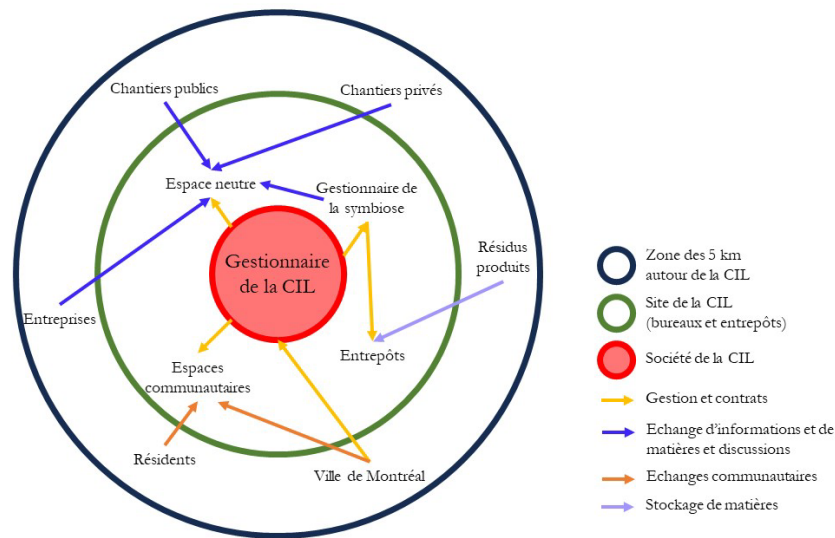 Chantiers publics
Chantiers privés
Espace neutre
Gestionnaire de
la symbiose
Gestionnaire
de la CIL
Résidus
produits
Entreprises
Entrepôts
Espaces
communautaires
Résidents
Ville de Montréal
Zone des 5 km
autour de la CIL
Site de la CIL
(bureaux et entrepôts)
Société de la CIL
Gestion et contrats
Echange d'informations et de
matières et discussions
Echanges communautaires
Stockage de matières